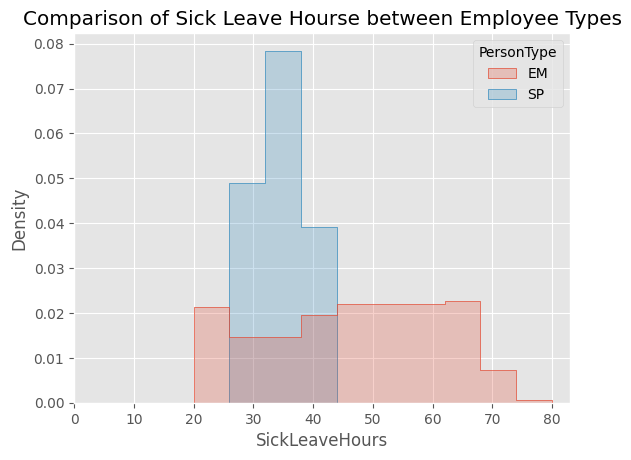 Comparison of Sick Leave Hourse between Employee Types
PersonType
EM
SP
0.08
0.07
0.06
0.05
0.04
0.03
0.02
0.01
0.00
Density
0 10 20 30 40 50 60 70 80
SickLeaveHours